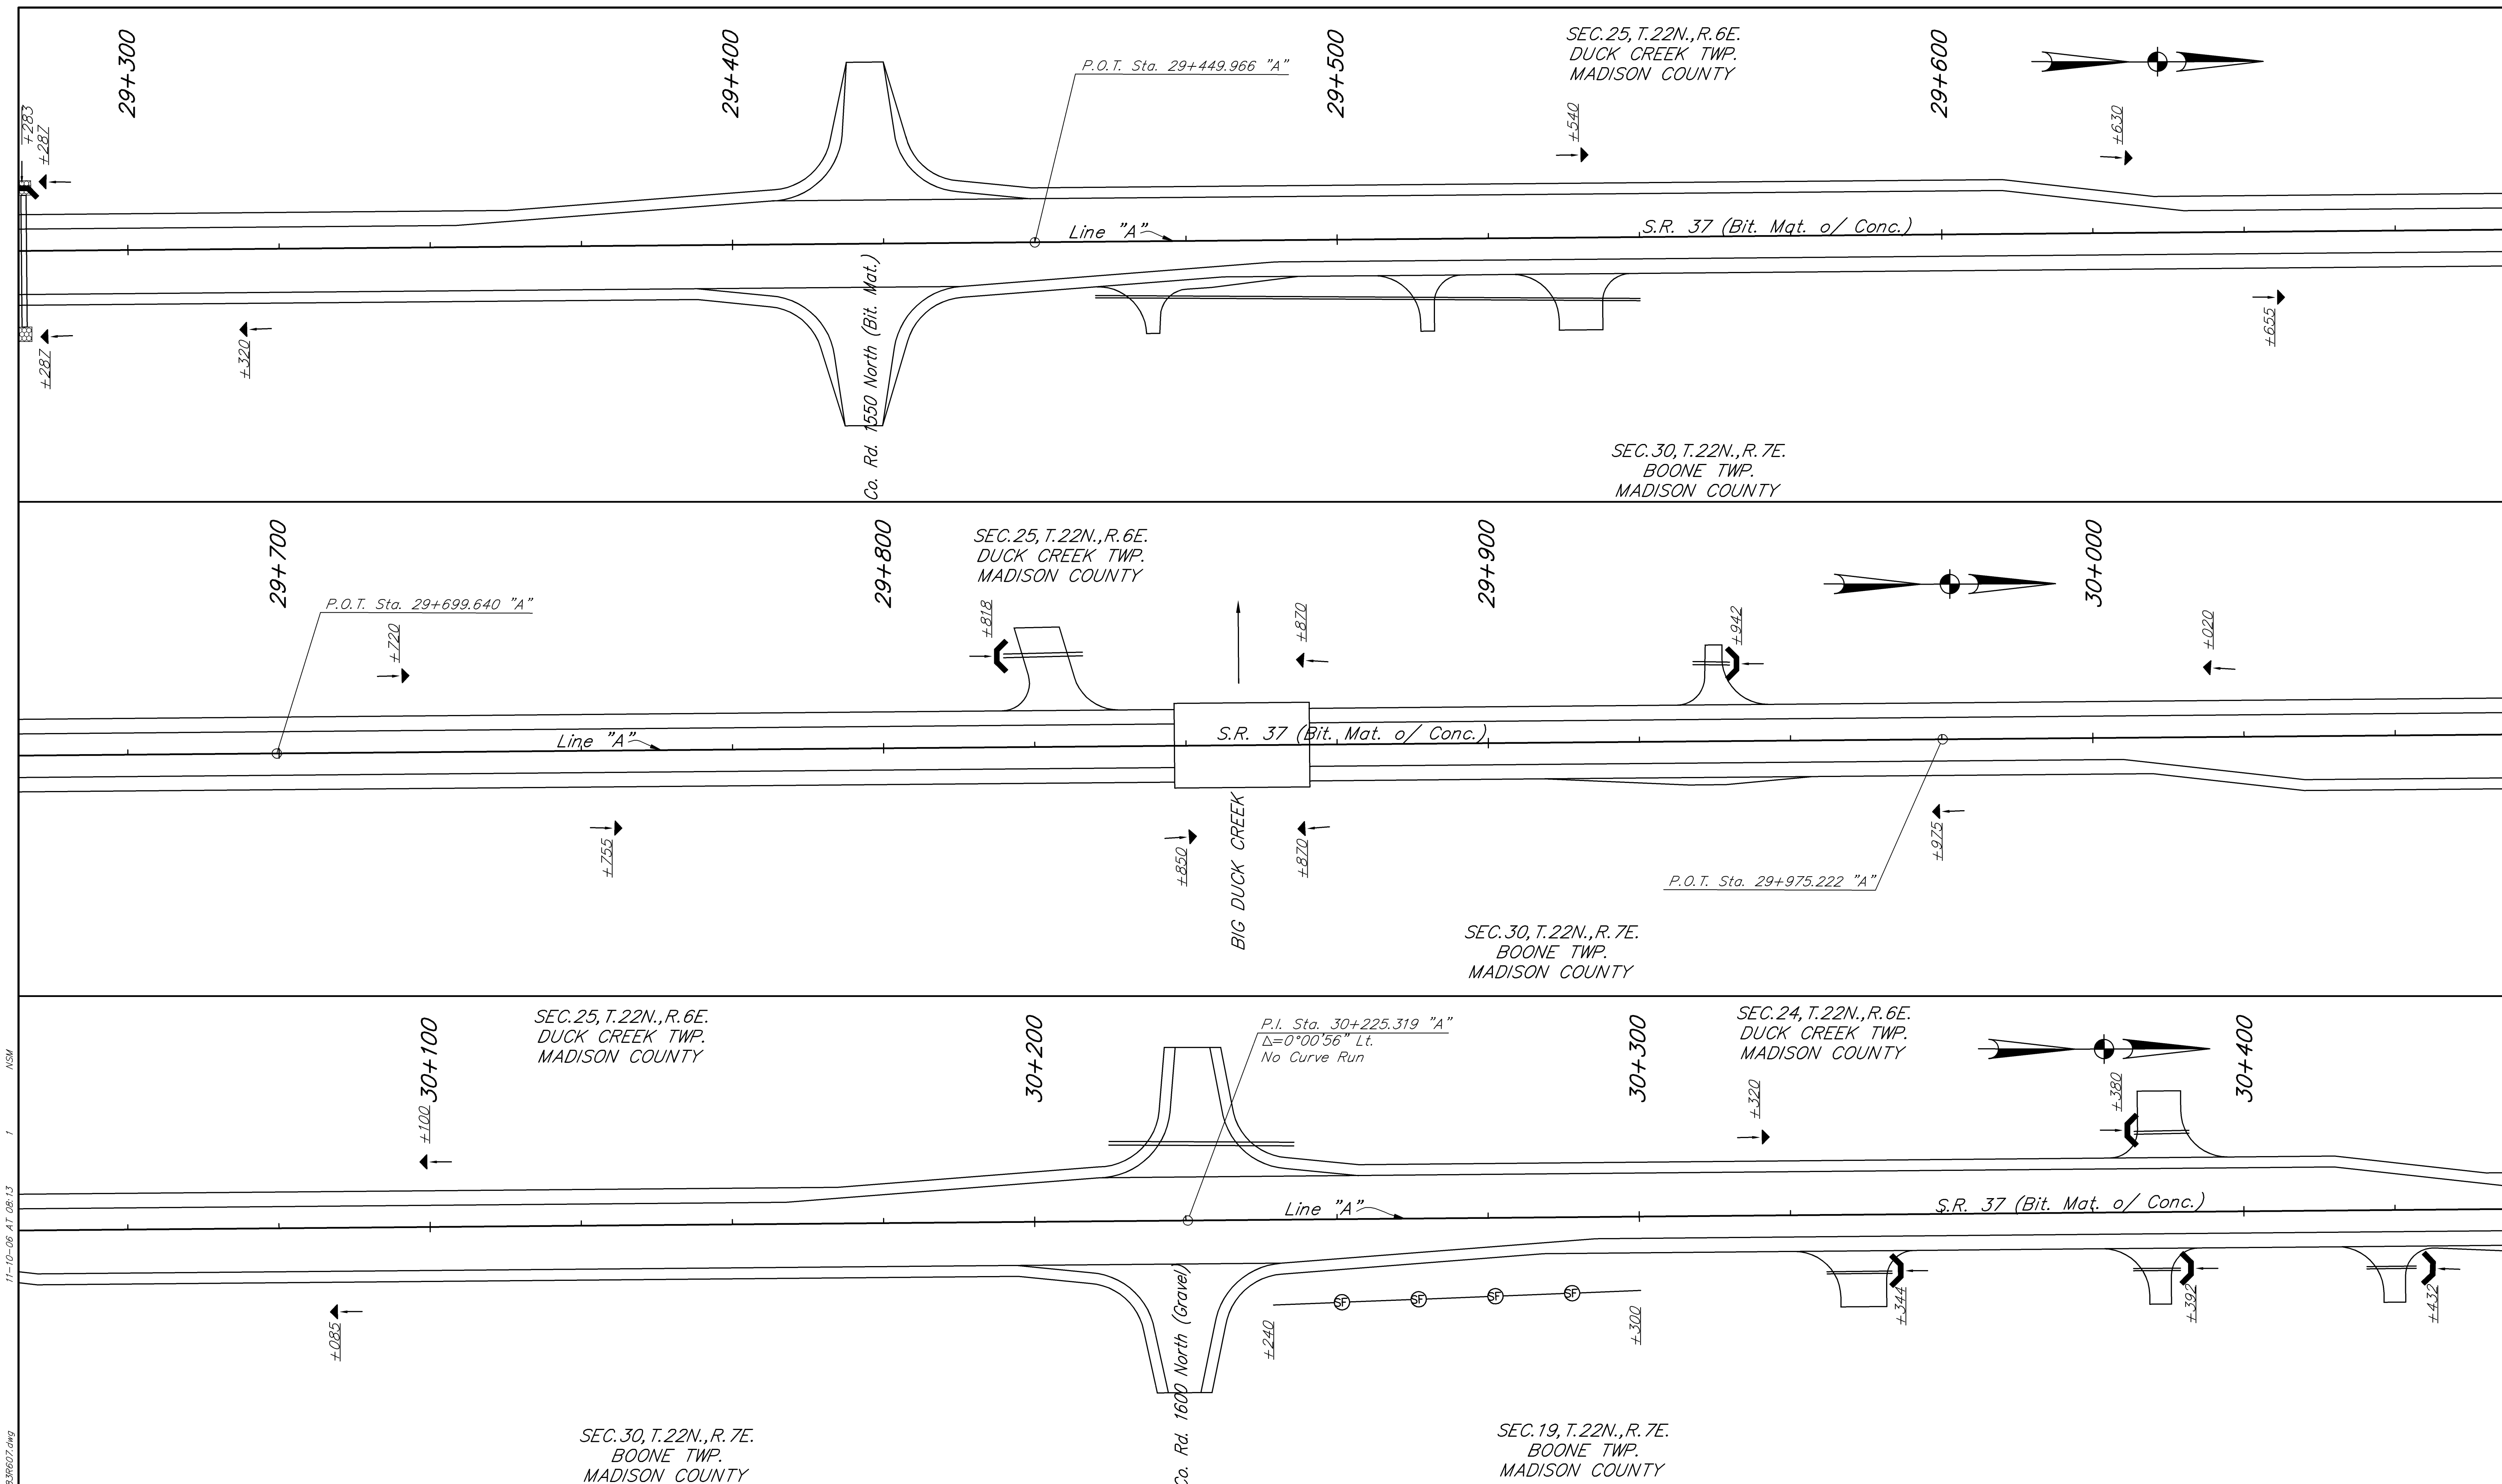 29+300
29+400
29+500
29+600
SEC.25, T.22N., R.6E.
DUCK CREEK TWP.
MADISON COUNTY
P.O.T. Sta. 29+449.966 "A"
+283
+287
+540
+630
Line "A"
S.R. 37 (Bit. Mat. o/ Conc.)
Co. Rd. 1550 North (Bit. Mat.)
+287
+320
+655
SEC.30, T.22N., R.7E.
BOONE TWP.
MADISON COUNTY
29+700
29+800
29+900
30+000
SEC.25, T.22N., R.6E.
DUCK CREEK TWP.
MADISON COUNTY
P.O.T. Sta. 29+699.640 "A"
+720
+818
+870
+942
+020
Line "A"
S.R. 37 (Bit. Mat. o/ Conc.)
+755
+850
BIG DUCK CREEK
+870
+975
P.O.T. Sta. 29+975.222 "A"
SEC.30, T.22N., R.7E.
BOONE TWP.
MADISON COUNTY
30+100
30+200
30+300
30+400
SEC.25, T.22N., R.6E.
DUCK CREEK TWP.
MADISON COUNTY
P.I. Sta. 30+225.319 "A"
Δ=0°00'56" Lt.
No Curve Run
SEC.24, T.22N., R.6E.
DUCK CREEK TWP.
MADISON COUNTY
+100
+320
+380
Line "A"
S.R. 37 (Bit. Mat. o/ Conc.)
+085
Co. Rd. 1600 North (Gravel)
+240
SF
SF
SF
SF
+300
+344
+392
+432
SEC.30, T.22N., R.7E.
BOONE TWP.
MADISON COUNTY
SEC.19, T.22N., R.7E.
BOONE TWP.
MADISON COUNTY
NSM
1
11-10-06 AT 08:13